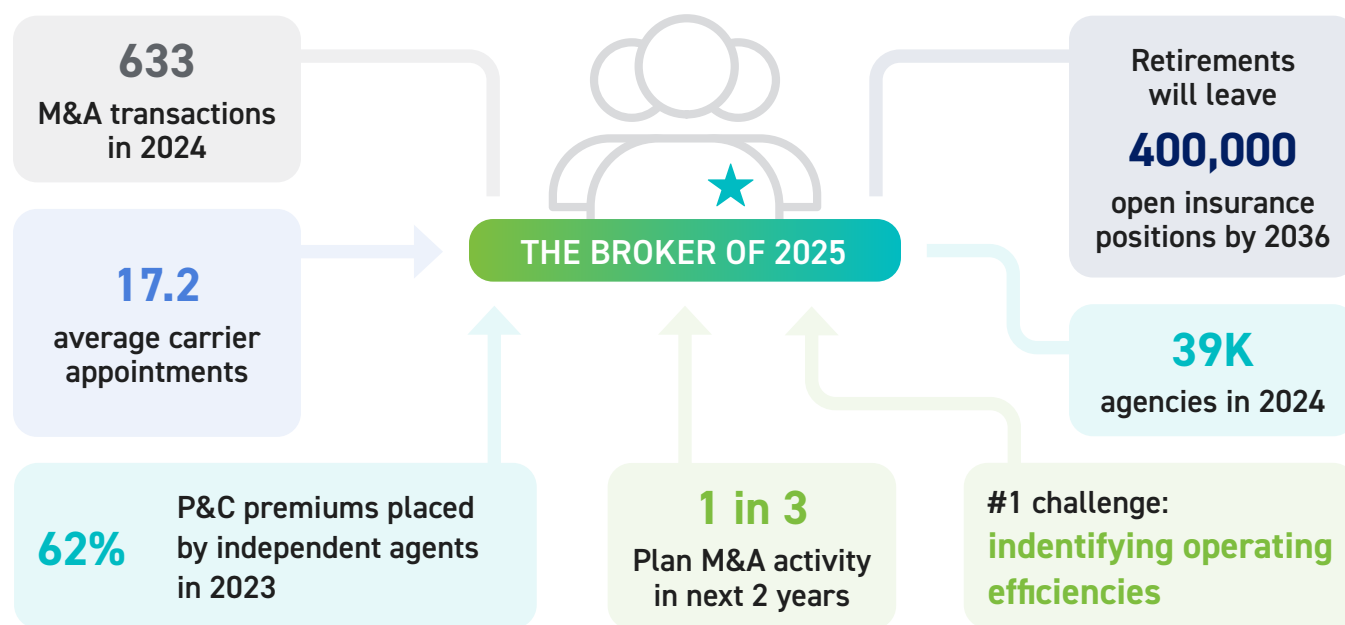 633
M&A transactions
in 2024
Retirements
will leave
400,000
open insurance
positions by 2036
THE BROKER OF 2025
17.2
average carrier
appointments
39K
agencies in 2024
62%
P&C premiums placed
by independent agents
in 2023
1 in 3
Plan M&A activity
in next 2 years
#1 challenge:
indentifying operating
efficiencies